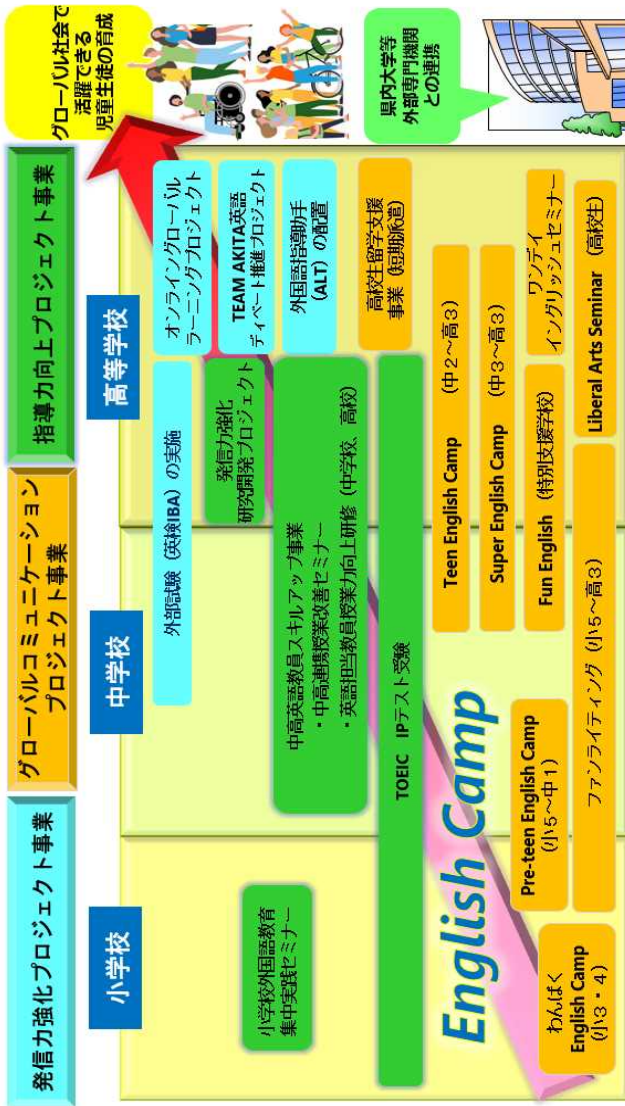 発信力強化プロジェクト事業
グローバルコミュニケーション
プロジェクト事業
指導力向上プロジェクト事業
小学校
中学校
高等学校
グローバル社会で
活躍できる
児童生徒の育成
県内大学等
外部専門機関
との連携
外部試験（英検IBA）の実施
オンライングローバル
ラーニングプロジェクト
発信力強化
研究開発プロジェクト
TEAM AKITA英語
ディベート推進プロジェクト
小学校外国語教育
集中実践セミナー
中高英語教員スキルアップ事業
・中高連携授業改善セミナー
・英語担当教員授業力向上研修（中学校、高校）
外国語指導助手
（ALT）の配置
TOEIC IPテスト受験
高校生留学支援
事業（短期派遣）
English Camp
Teen English Camp （中2～高3）
Super English Camp （中3～高3）
Pre-teen English Camp
（小5～中1）
Fun English （特別支援学校）
ワンデイ
イングリッシュセミナー
わんぱく
English Camp
（小3・4）
ファンライティング（小5～高3）
Liberal Arts Seminar （高校生）